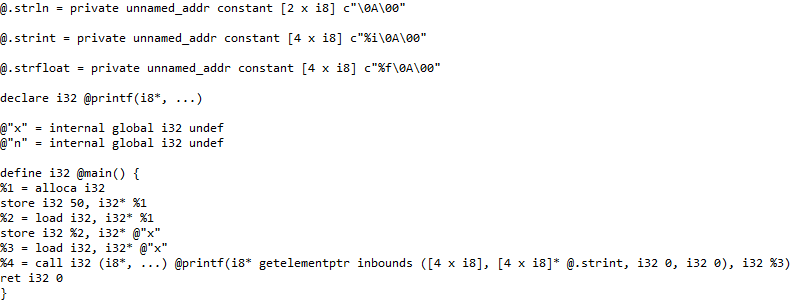 @.strln = private unnamed_addr constant [2 x i8] c"\0A\00"
@.strint = private unnamed_addr constant [4 x i8] c"%i\0A\00"
@.strfloat = private unnamed_addr constant [4 x i8] c"%f\0A\00"
declare i32 @printf(i8*, ...)
@"x" = internal global i32 undef
@"n" = internal global i32 undef
define i32 @main() {
%1 = alloca i32
store i32 50, i32* %1
%2 = load i32, i32* %1
store i32 %2, i32* @"x"
%3 = load i32, i32* @"x"
%4 = call i32 (i8*, ...) @printf(i8* getelementptr inbounds ([4 x i8], [4 x i8]* @.strint, i32 0, i32 0), i32 %3)
ret i32 0
}